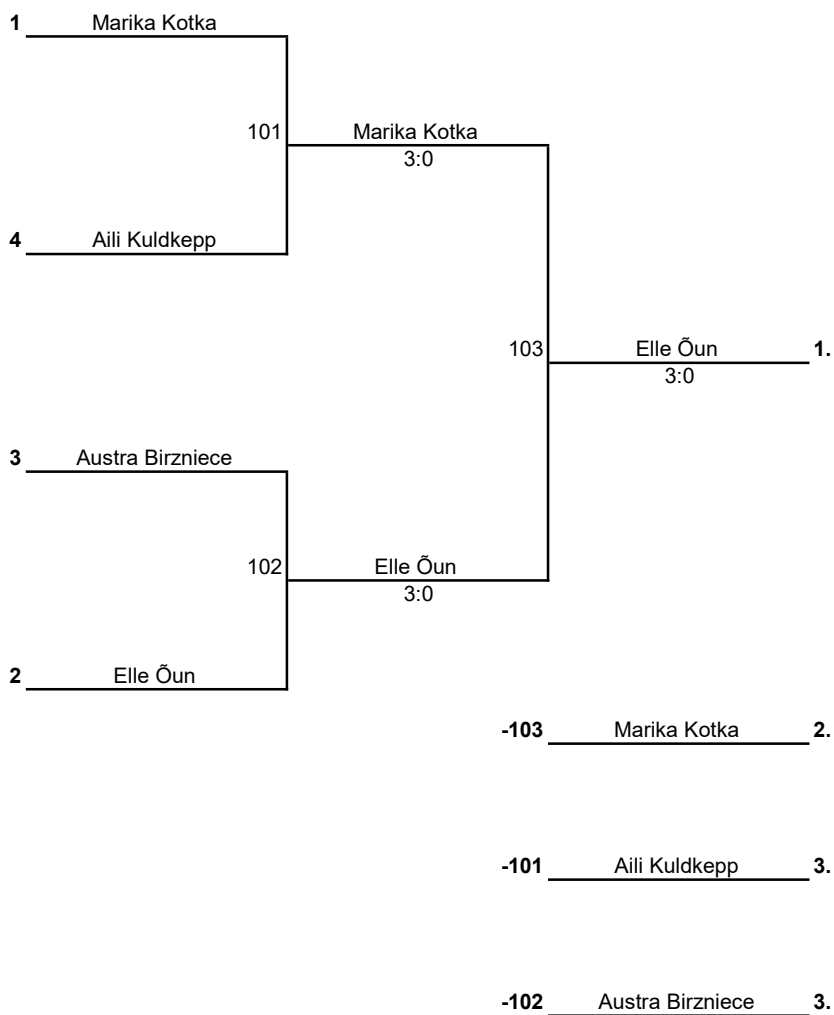 1 Marika Kotka
101 Marika Kotka
3:0
4 Aili Kuldkepp
103 Elle Õun 1.
3:0
3 Austra Birzniece
102 Elle Õun
3:0
2 Elle Õun
-103 Marika Kotka 2.
-101 Aili Kuldkepp 3.
-102 Austra Birzniece 3.